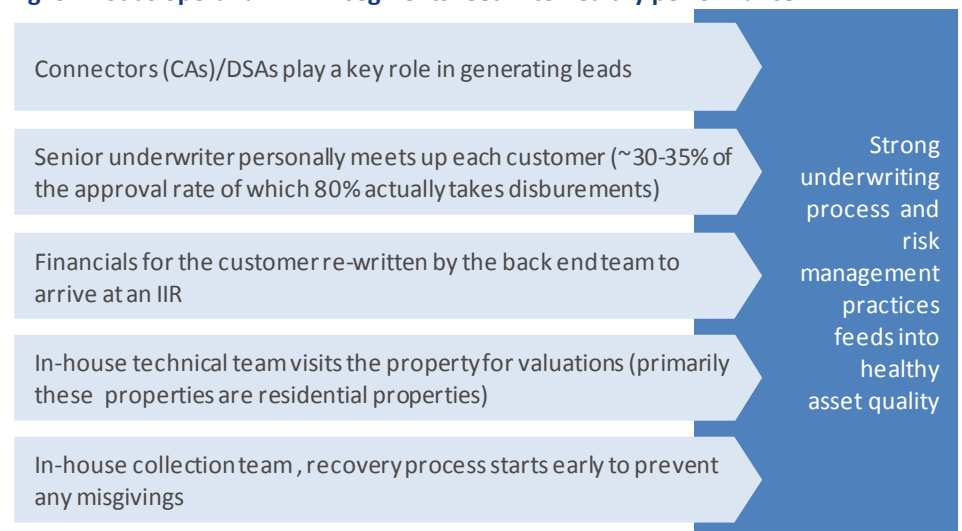 Connectors (CAs)/DSAs play a key role in generating leads
Senior underwriter personally meets up each customer (~30-35% of
the approval rate of which 80% actually takes disburements)
Financials for the customer re-written by the back end team to
arrive at an IIR
In-house technical team visits the property for valuations (primarily
these properties are residential properties)
In-house collection team , recovery process starts early to prevent
any misgivings
Strong
underwriting
process and
risk
management
practices
feeds into
healthy
asset quality